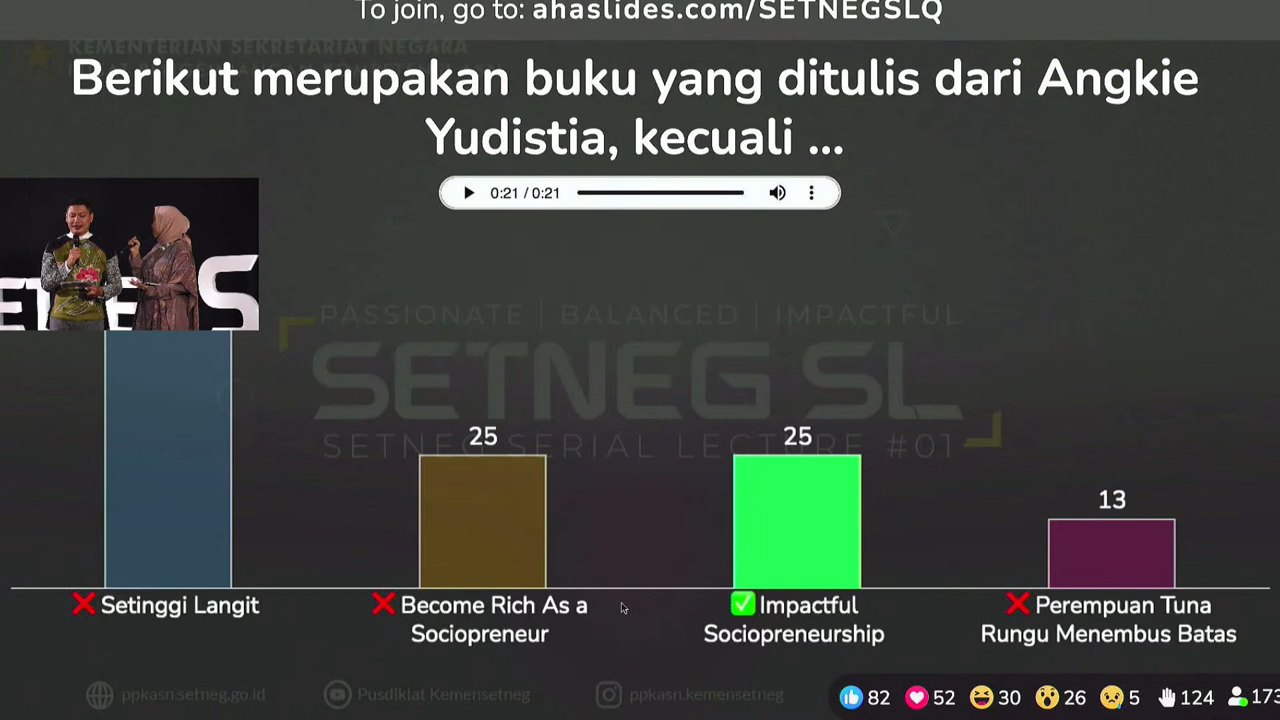 To join, go to: ahaslides.com/SETNEGSLQ
KEMENTERIAN SEKRETARIAT NEGARA
Berikut merupakan buku yang ditulis dari Angkie
Yudistia, kecuali ...
0:21 / 0:21
S
PASSIONATE | BALANCED | IMPACTFUL
SETNEG SL
SETNEG SERIAL LECTURE #01
25
25
13
❌ Setinggi Langit
❌ Become Rich As a
Sociopreneur
✅ Impactful
Sociopreneurship
❌ Perempuan Tuna
Rungu Menembus Batas
ppkasn.setneg.go.id
Pusdiklat Kemensetneg
ppkasn.kemensetneg
82 52 30 26 5 124 173